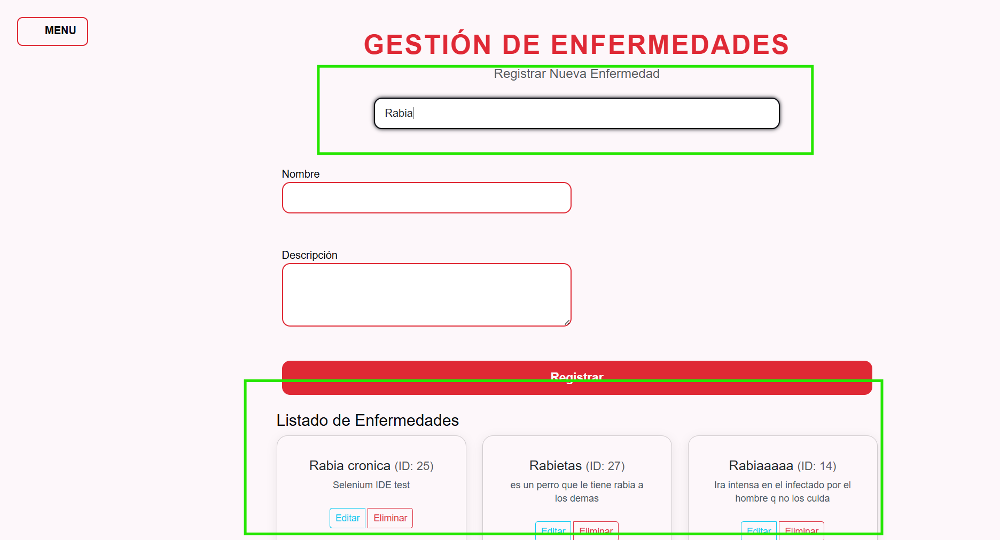 MENU
GESTIÓN DE ENFERMEDADES
Registrar Nueva Enfermedad
Rabia
Nombre
Descripción
Registrar
Listado de Enfermedades
Rabia cronica (ID: 25)
Selenium IDE test
Editar Eliminar
Rabietas (ID: 27)
es un perro que le tiene rabia a
los demas
Editar Eliminar
Rabiaaaaa (ID: 14)
Ira intensa en el infectado por el
hombre q no los cuida
Editar Eliminar